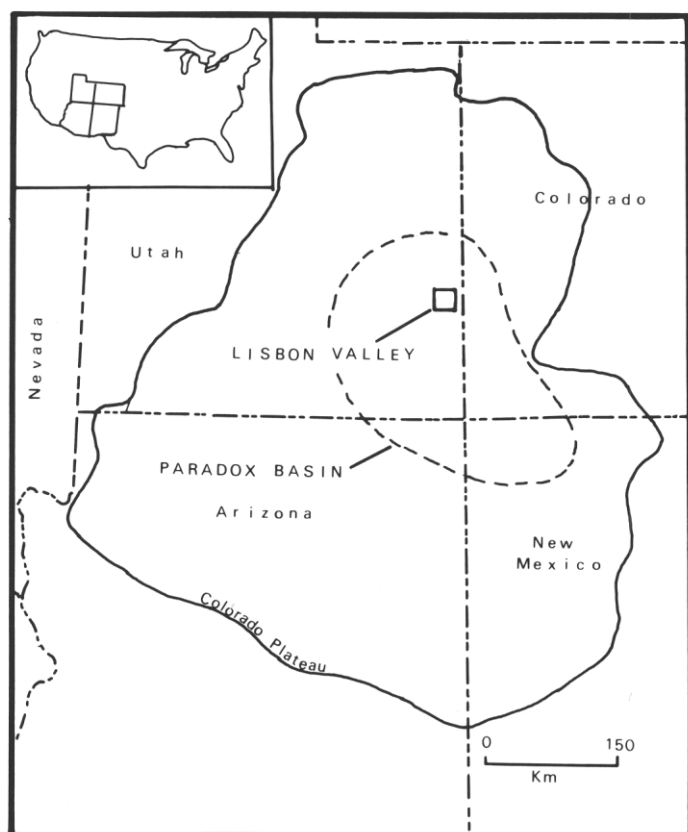 Colorado
Utah
Nevada
LISBON VALLEY
PARADOX BASIN
Arizona
New
Mexico
Colorado Plateau
0 150
Km